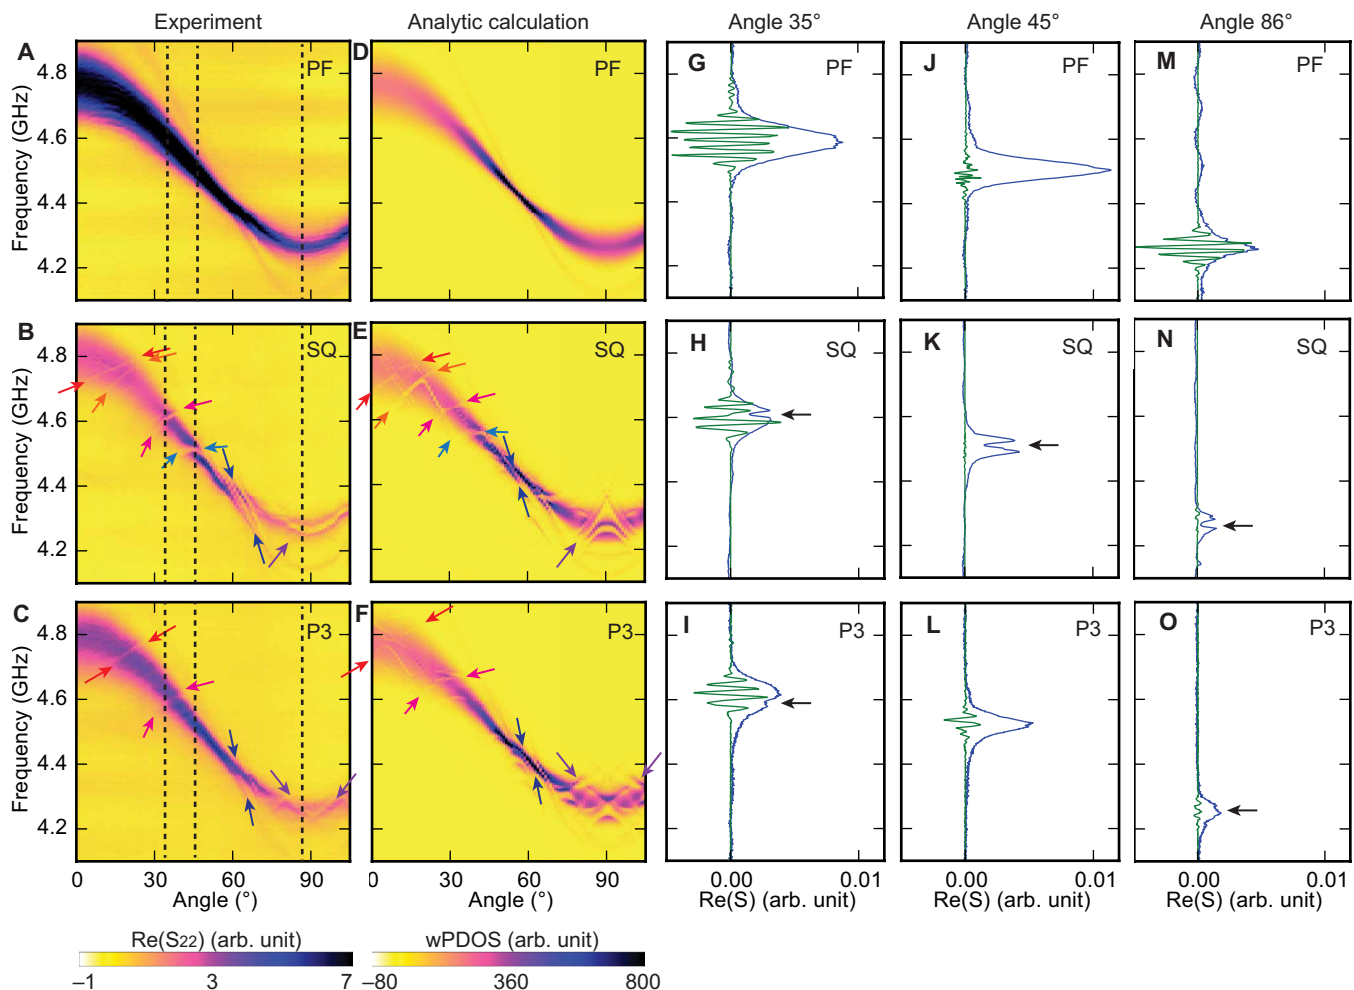 Experiment
Analytic calculation
Angle 35°
Angle 45°
Angle 86°
A
PF
D
PF
G
PF
J
PF
M
PF
Frequency (GHz)
4.8
4.6
4.4
4.2
B
SQ
E
SQ
H
SQ
K
SQ
N
SQ
Frequency (GHz)
4.8
4.6
4.4
4.2
C
P3
F
P3
I
P3
L
P3
O
P3
Frequency (GHz)
4.8
4.6
4.4
4.2
0 30 60 90
0 30 60 90
0.00 0.01
0.00 0.01
0.00 0.01
Angle (°)
Angle (°)
Re(S) (arb. unit)
Re(S) (arb. unit)
Re(S) (arb. unit)
Re(S22) (arb. unit)
wPDOS (arb. unit)
–1 3 7
–80 360 800